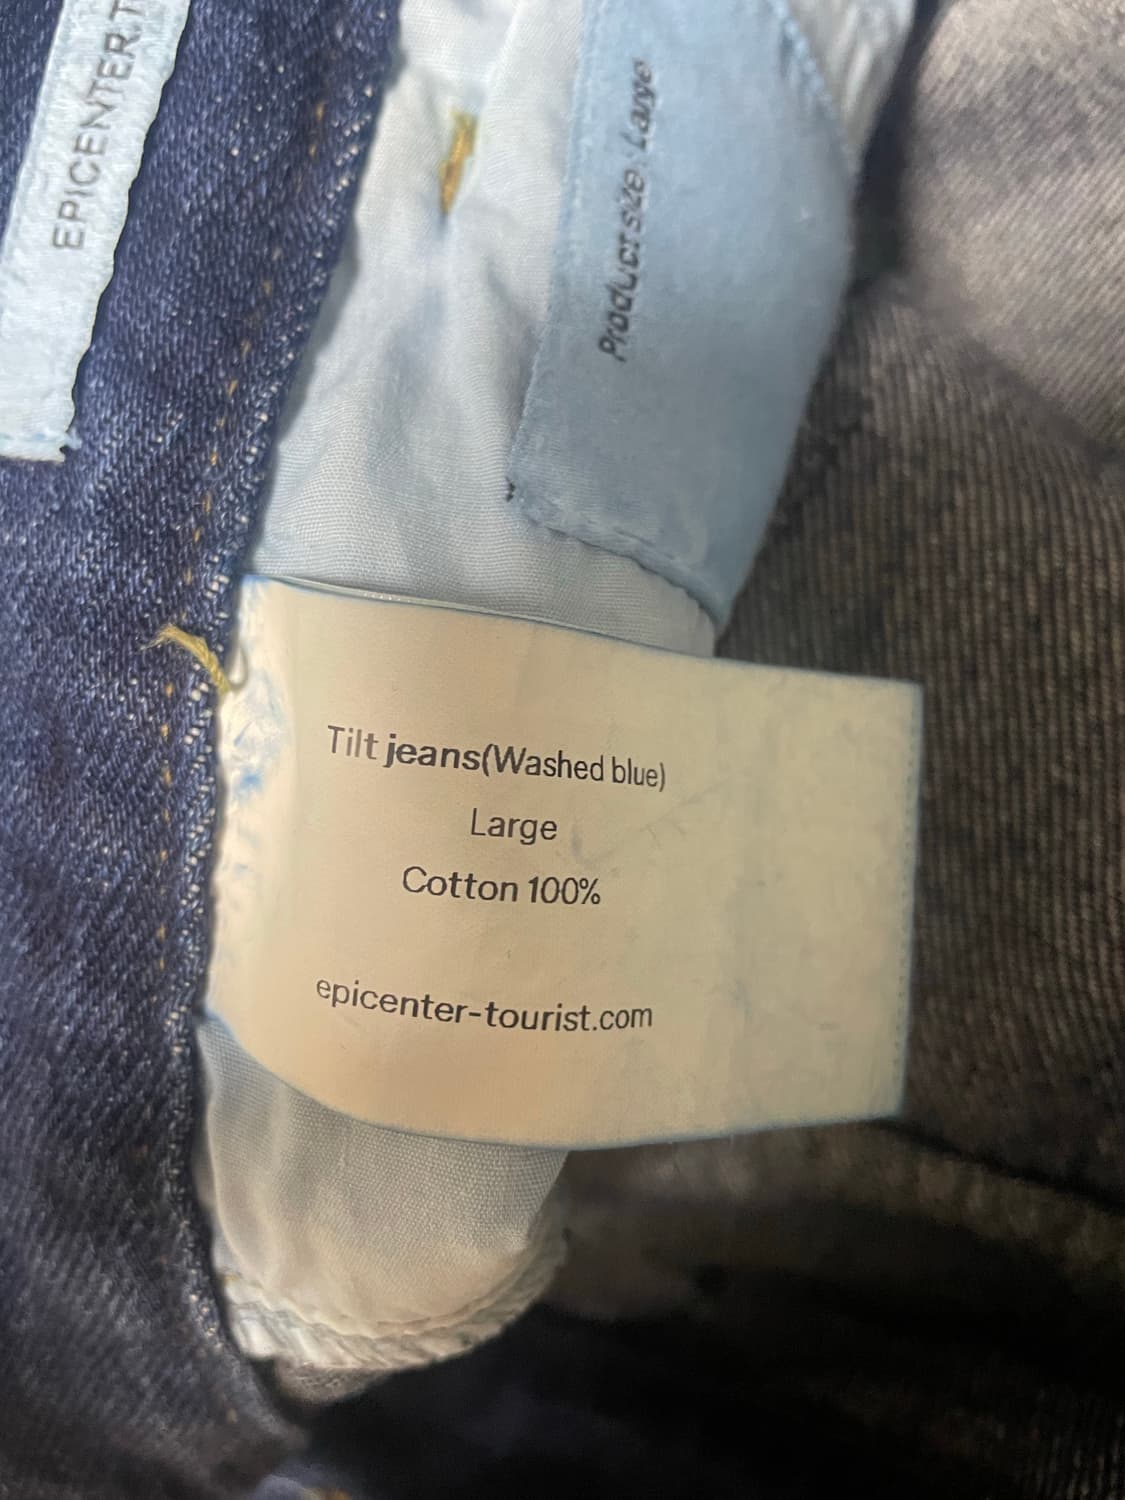 EPICENTER.T
Product size: Large
Tilt jeans(Washed blue)
Large
Cotton 100%
epicenter-tourist.com